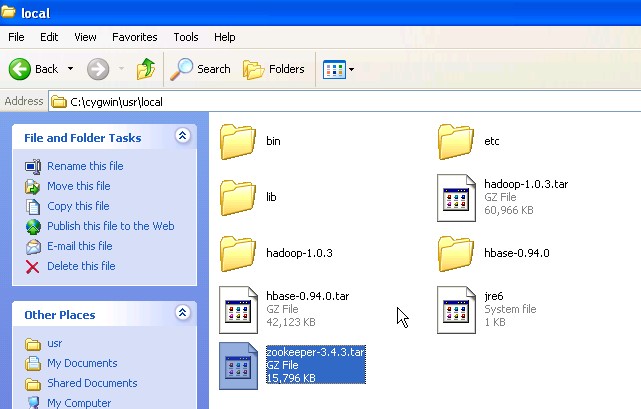 local
File Edit View Favorites Tools Help
Back Search Folders
Address C:\cygwin\usr\local
File and Folder Tasks
Rename this file
Move this file
Copy this file
Publish this file to the Web
E-mail this file
Delete this file
Other Places
usr
My Documents
Shared Documents
My Computer
bin
etc
lib
hadoop-1.0.3.tar
GZ File
60,966 KB
hadoop-1.0.3
hbase-0.94.0
hbase-0.94.0.tar
GZ File
42,123 KB
jre6
System file
1 KB
zookeeper-3.4.3.tar
GZ File
15,796 KB